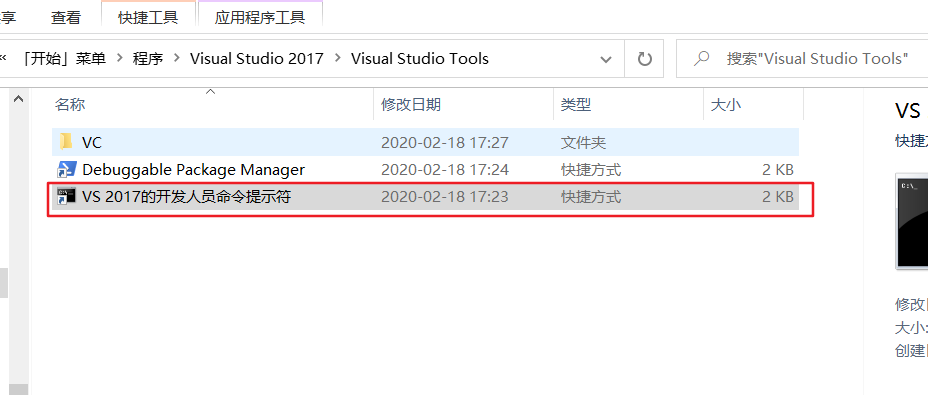 享 查看 快捷工具 应用程序工具
« 「开始」菜单 › 程序 › Visual Studio 2017 › Visual Studio Tools 搜索"Visual Studio Tools"
名称 修改日期 类型 大小
VC 2020-02-18 17:27 文件夹
Debuggable Package Manager 2020-02-18 17:24 快捷方式 2 KB
VS 2017的开发人员命令提示符 2020-02-18 17:23 快捷方式 2 KB
VS
快捷方
C:\_
修改日
大小:
创建日